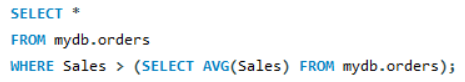 SELECT *
FROM mydb.orders
WHERE Sales > (SELECT AVG(Sales) FROM mydb.orders);